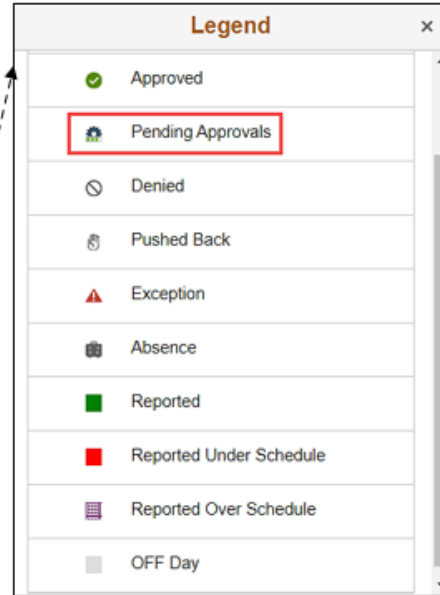 Legend
Approved
Pending Approvals
Denied
Pushed Back
Exception
Absence
Reported
Reported Under Schedule
Reported Over Schedule
OFF Day